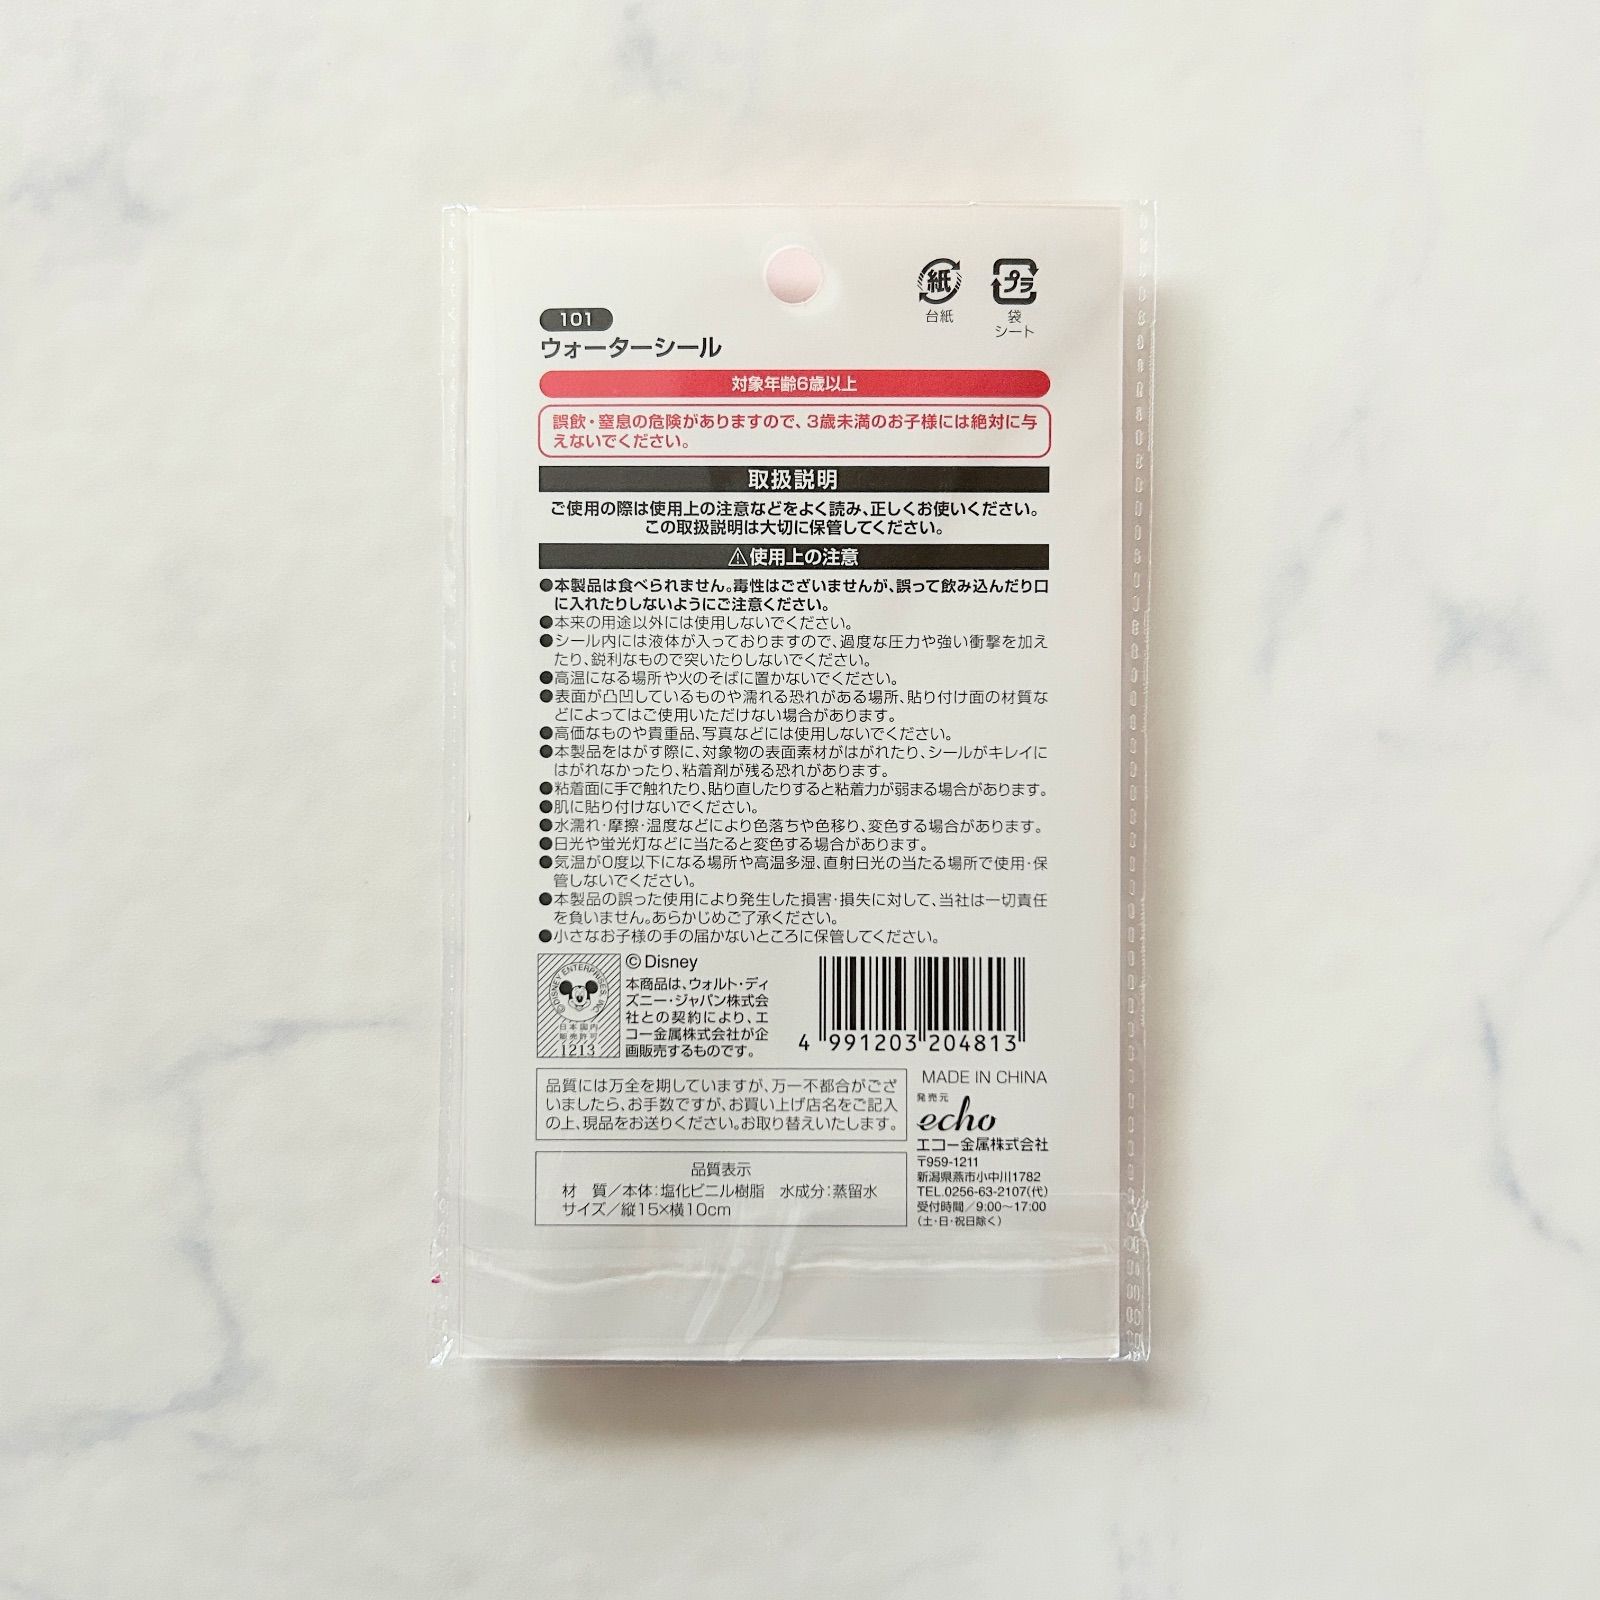 紙
台紙
プラ
袋
シート
101
ウォーターシール
対象年齢6歳以上
誤飲・窒息の危険がありますので、3歳未満のお子様には絶対に与
えないでください。
取扱説明
ご使用の際は使用上の注意などをよく読み、正しくお使いください。
この取扱説明は大切に保管してください。
⚠使用上の注意
●本製品は食べられません。毒性はございませんが、誤って飲み込んだり口
に入れたりしないようにご注意ください。
●本来の用途以外には使用しないでください。
●シール内には液体が入っておりますので、過度な圧力や強い衝撃を加え
たり、鋭利なもので突いたりしないでください。
●高温になる場所や火のそばに置かないでください。
●表面が凸凹しているものや濡れる恐れがある場所、貼り付け面の材質な
どによってはご使用いただけない場合があります。
●高価なものや貴重品、写真などには使用しないでください。
●本製品をはがす際に、対象物の表面素材がはがれたり、シールがキレイに
はがれなかったり、粘着剤が残る恐れがあります。
●粘着面に手で触れたり、貼り直したりすると粘着力が弱まる場合があります。
●肌に貼り付けないでください。
●水濡れ・摩擦・温度などにより色落ちや色移り、変色する場合があります。
●日光や蛍光灯などに当たると変色する場合があります。
●気温が0度以下になる場所や高温多湿、直射日光の当たる場所で使用・保
管しないでください。
●本製品の誤った使用により発生した損害・損失に対して、当社は一切責任
を負いません。あらかじめご了承ください。
●小さなお子様の手の届かないところに保管してください。
©DISNEY ENTERPRISES, INC.
日本国内
販売許可
1213
©Disney
本商品は、ウォルト・ディ
ズニー・ジャパン株式会
社との契約により、エ
コー金属株式会社が企
画販売するものです。
4 991203 204813
品質には万全を期していますが、万一不都合がござ
いましたら、お手数ですが、お買い上げ店名をご記入
の上、現品をお送りください。お取り替えいたします。
品質表示
材　質／本体：塩化ビニル樹脂　水成分：蒸留水
サイズ／縦15×横10cm
MADE IN CHINA
発売元
echo
エコー金属株式会社
〒959-1211
新潟県燕市小中川1782
TEL.0256-63-2107(代)
受付時間／9:00〜17:00
(土・日・祝日除く)